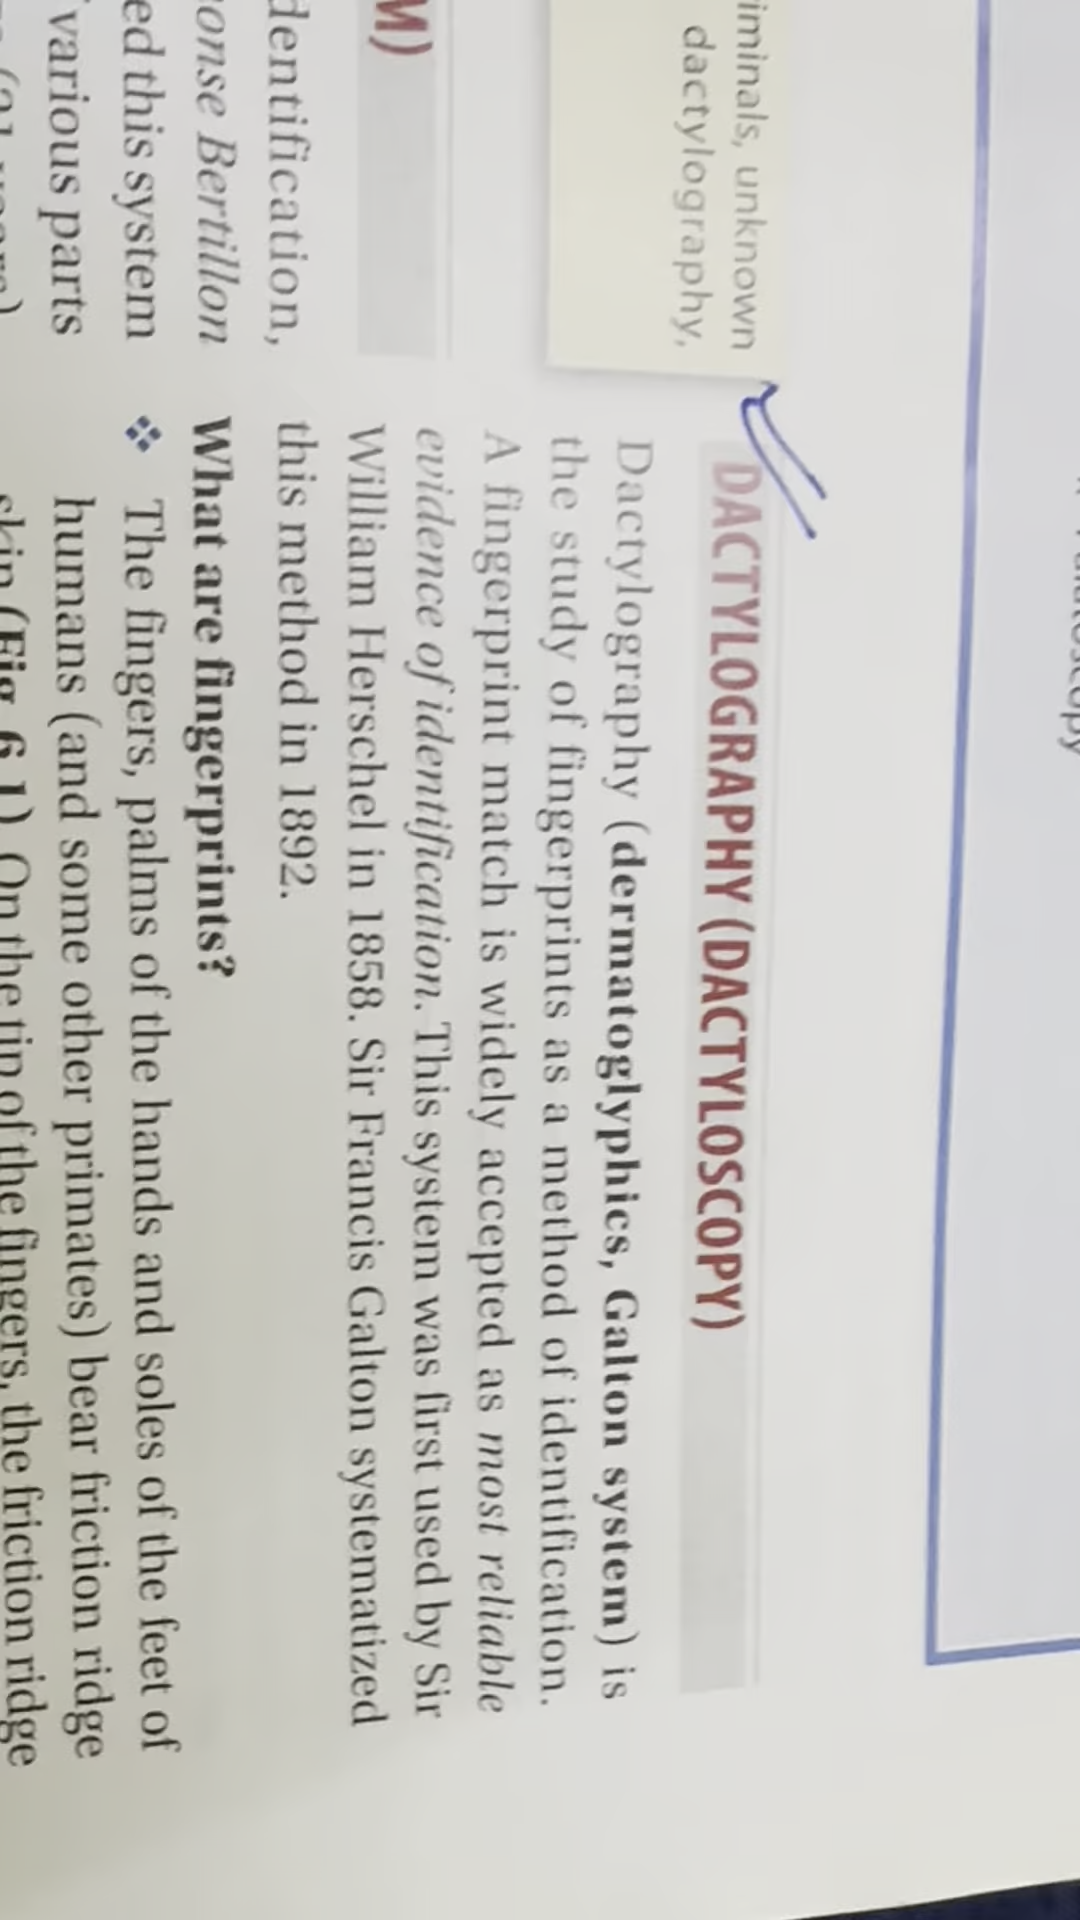 iminals, unknown
dactylography,
M)
dentification,
onse Bertillon
ed this system
various parts
DACTYLOGRAPHY (DACTYLOSCOPY)
Dactylography (dermatoglyphics, Galton system) is
the study of fingerprints as a method of identification.
A fingerprint match is widely accepted as most reliable
evidence of identification. This system was first used by Sir
William Herschel in 1858. Sir Francis Galton systematized
this method in 1892.
What are fingerprints?
❖ The fingers, palms of the hands and soles of the feet of
humans (and some other primates) bear friction ridge
skin (Fig. 6.1). On the tip of the fingers, the friction ridge